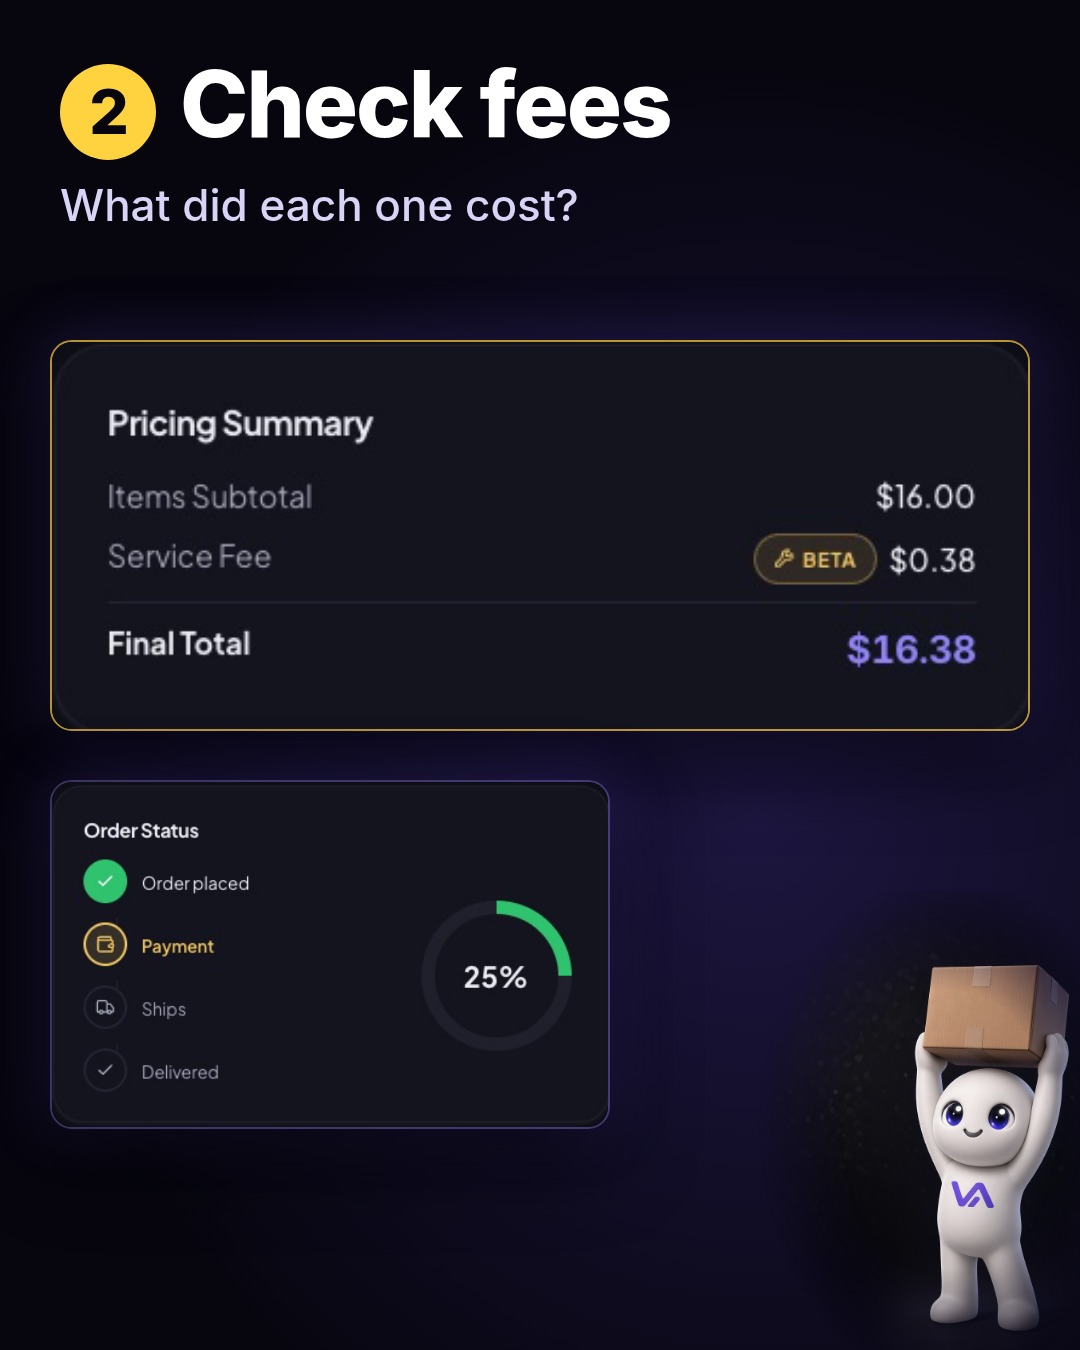 2 Check fees
What did each one cost?
Pricing Summary
Items Subtotal $16.00
Service Fee BETA $0.38
Final Total $16.38
Order Status
Order placed
Payment
25%
Ships
Delivered
VA